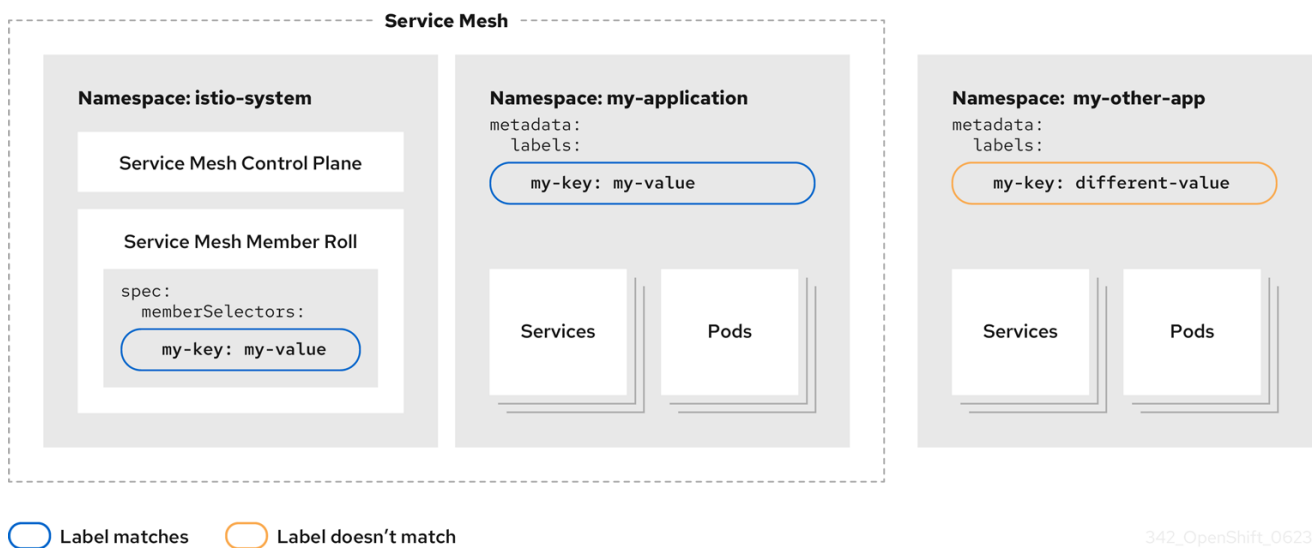 Service Mesh
Namespace: istio-system
Service Mesh Control Plane
Service Mesh Member Roll
spec:
memberSelectors:
my-key: my-value
Namespace: my-application
metadata:
labels:
my-key: my-value
Services
Pods
Namespace: my-other-app
metadata:
labels:
my-key: different-value
Services
Pods
Label matches
Label doesn’t match
342_OpenShift_0623